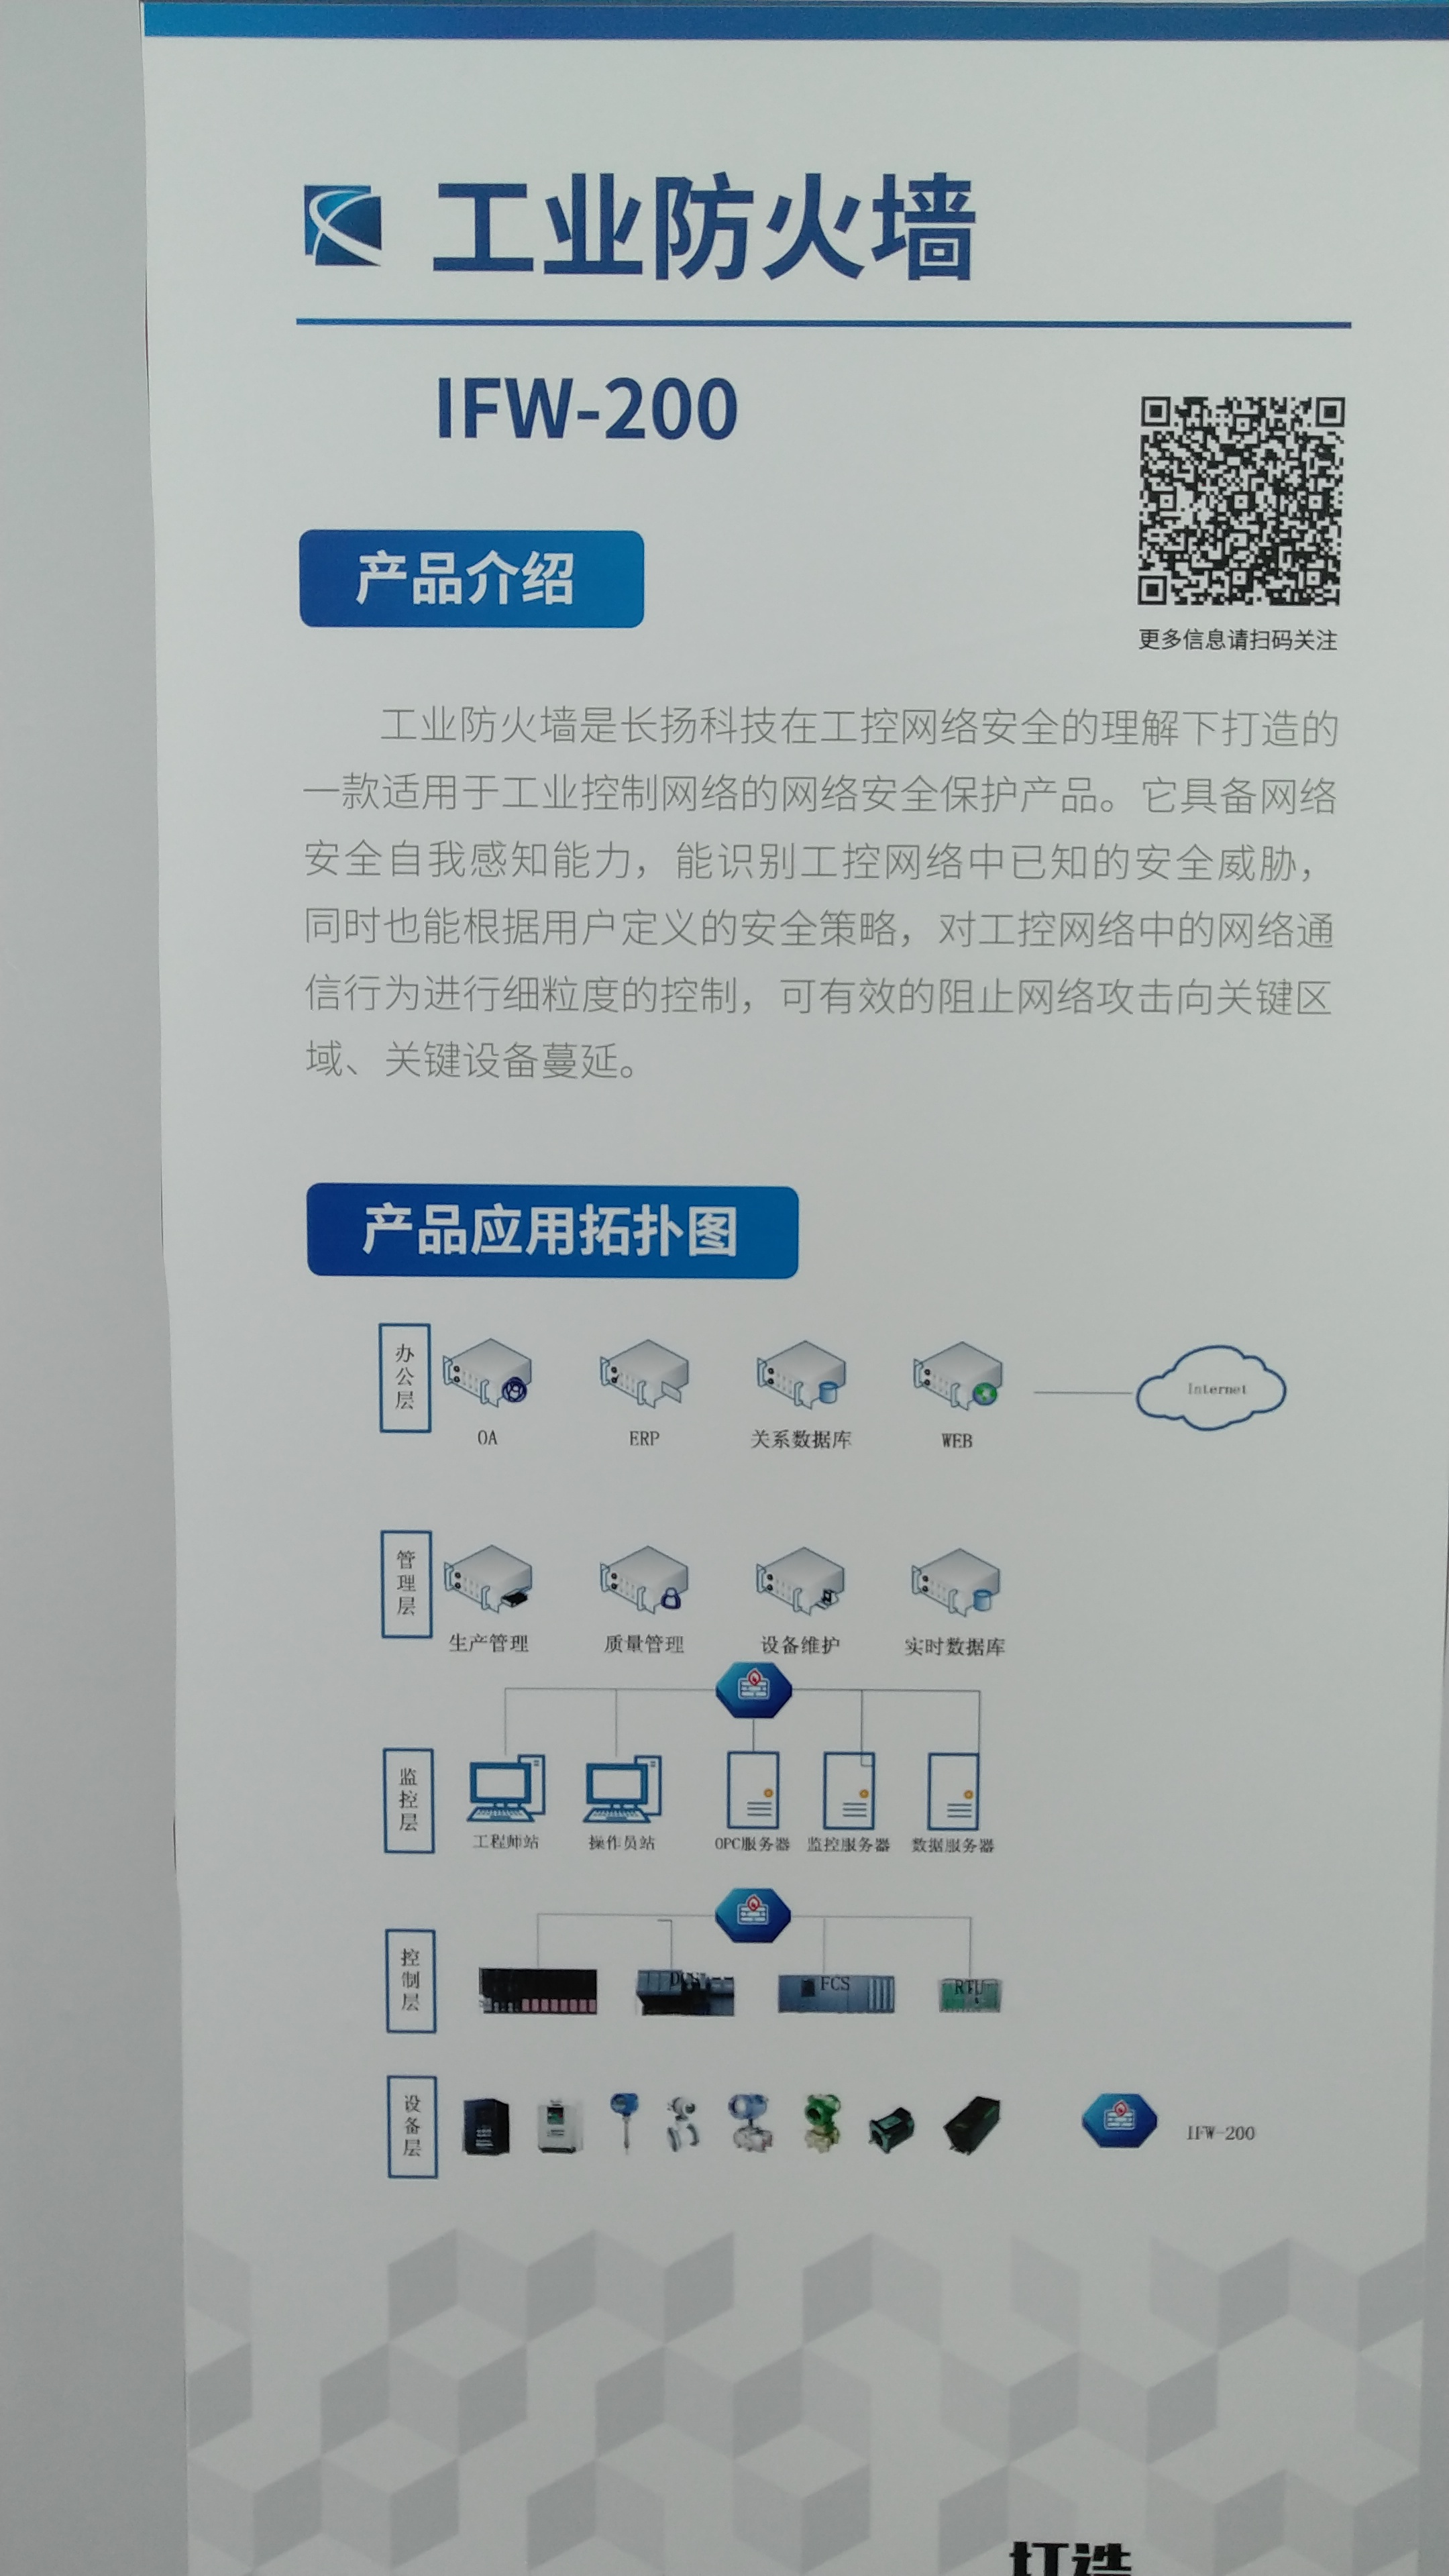 工业防火墙
IFW-200
更多信息请扫码关注
产品介绍
工业防火墙是长扬科技在工控网络安全的理解下打造的
一款适用于工业控制网络的网络安全保护产品。它具备网络
安全自我感知能力，能识别工控网络中已知的安全威胁，
同时也能根据用户定义的安全策略，对工控网络中的网络通
信行为进行细粒度的控制，可有效的阻止网络攻击向关键区
域、关键设备蔓延。
产品应用拓扑图
办公层
Internet
OA ERP 关系数据库 WEB
管理层
生产管理 质量管理 设备维护 实时数据库
监控层
工程师站 操作员站 OPC服务器 监控服务器 数据服务器
控制层
FCS RTU
设备层
IFW-200
打造